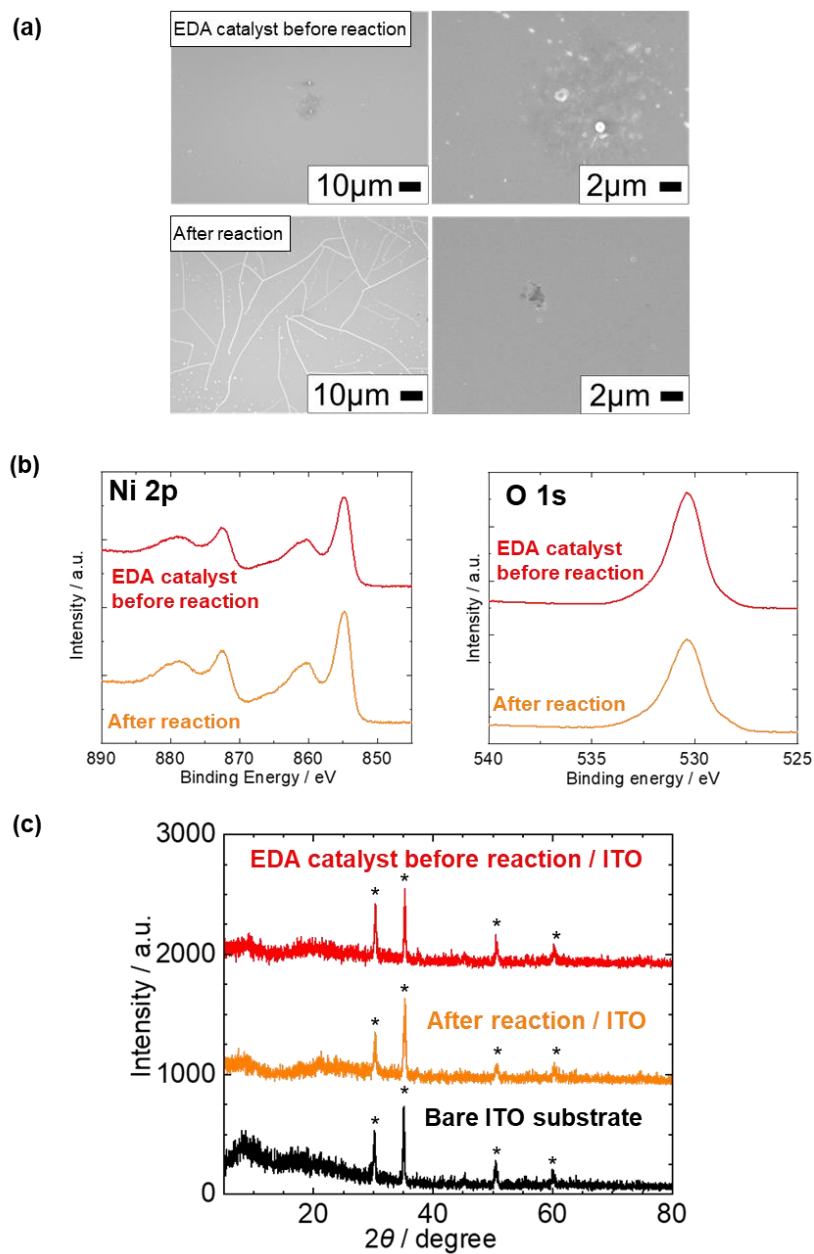 (a)
EDA catalyst before reaction
10μm
2μm
After reaction
10μm
2μm
(b)
Ni 2p
EDA catalyst
before reaction
After reaction
Intensity / a.u.
890 880 870 860 850
Binding Energy / eV
O 1s
EDA catalyst
before reaction
After reaction
Intensity / a.u.
540 535 530 525
Binding energy / eV
(c)
3000
2000
1000
0
Intensity / a.u.
EDA catalyst before reaction / ITO
* * * *
After reaction / ITO
* * * *
Bare ITO substrate
* * * *
20 40 60 80
2θ / degree